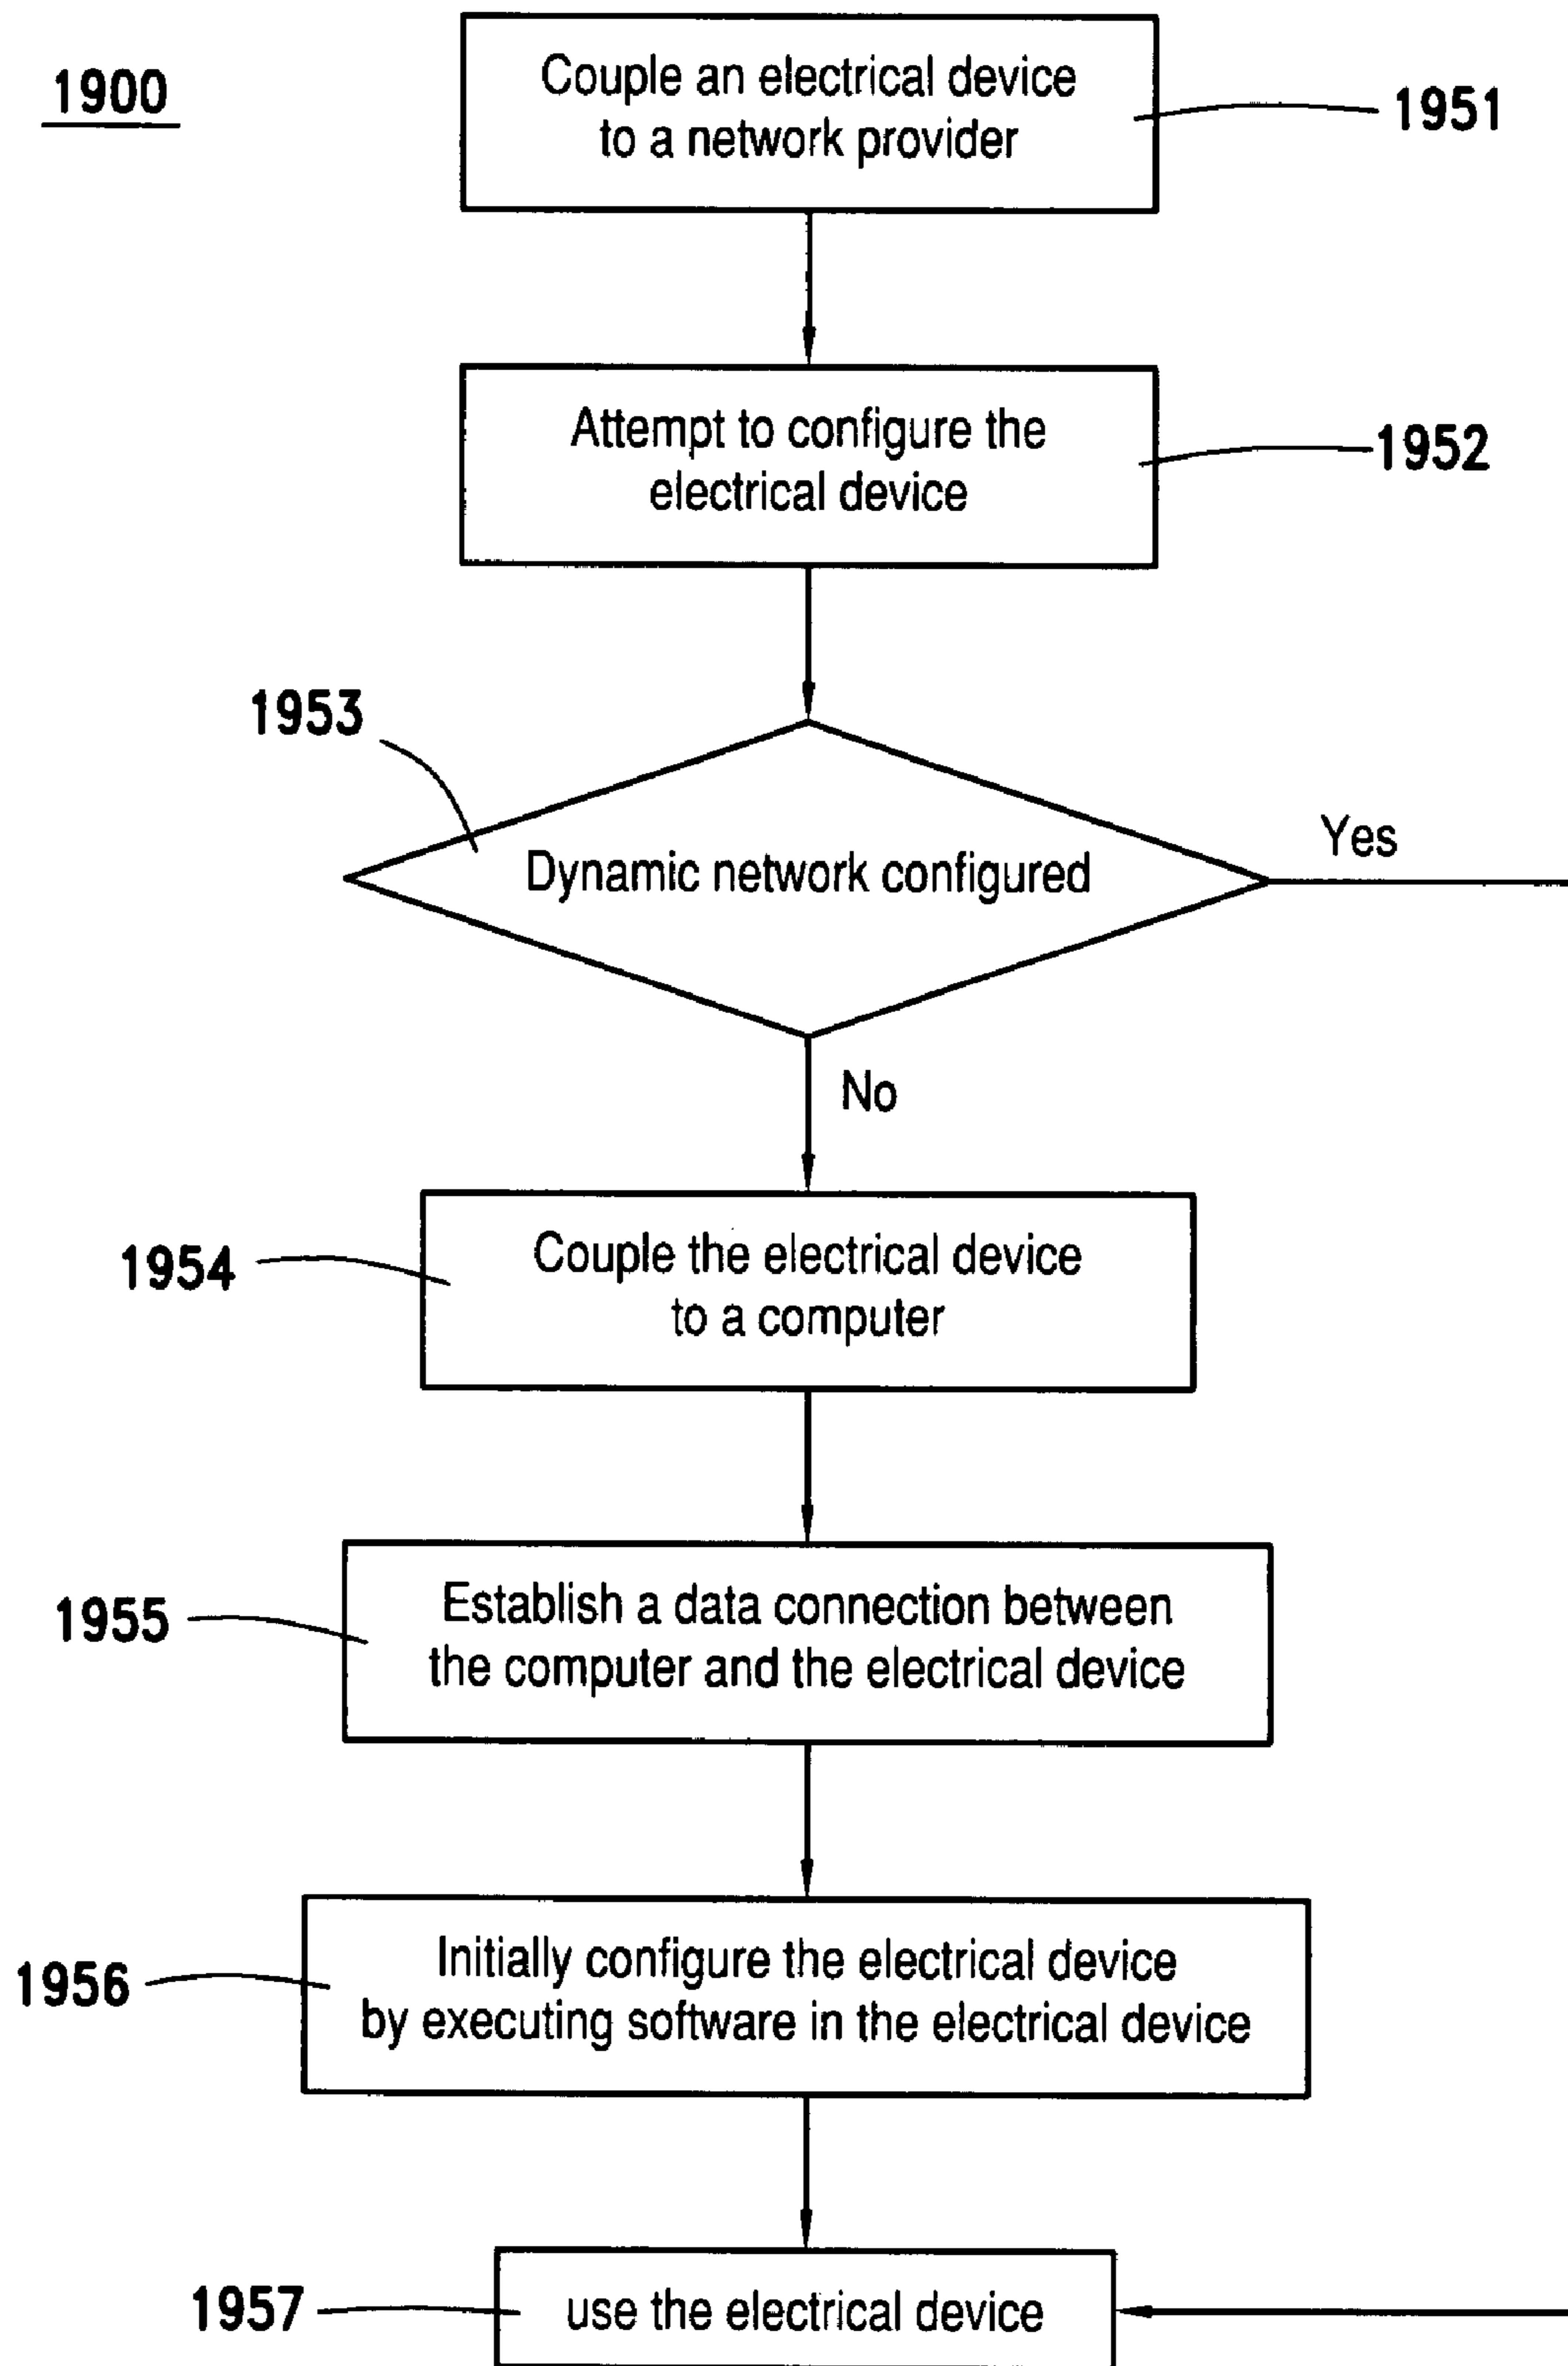 1900
Couple an electrical device
to a network provider
1951
Attempt to configure the
electrical device
1952
1953
Dynamic network configured
Yes
No
1954
Couple the electrical device
to a computer
1955
Establish a data connection between
the computer and the electrical device
1956
Initially configure the electrical device
by executing software in the electrical device
1957
use the electrical device